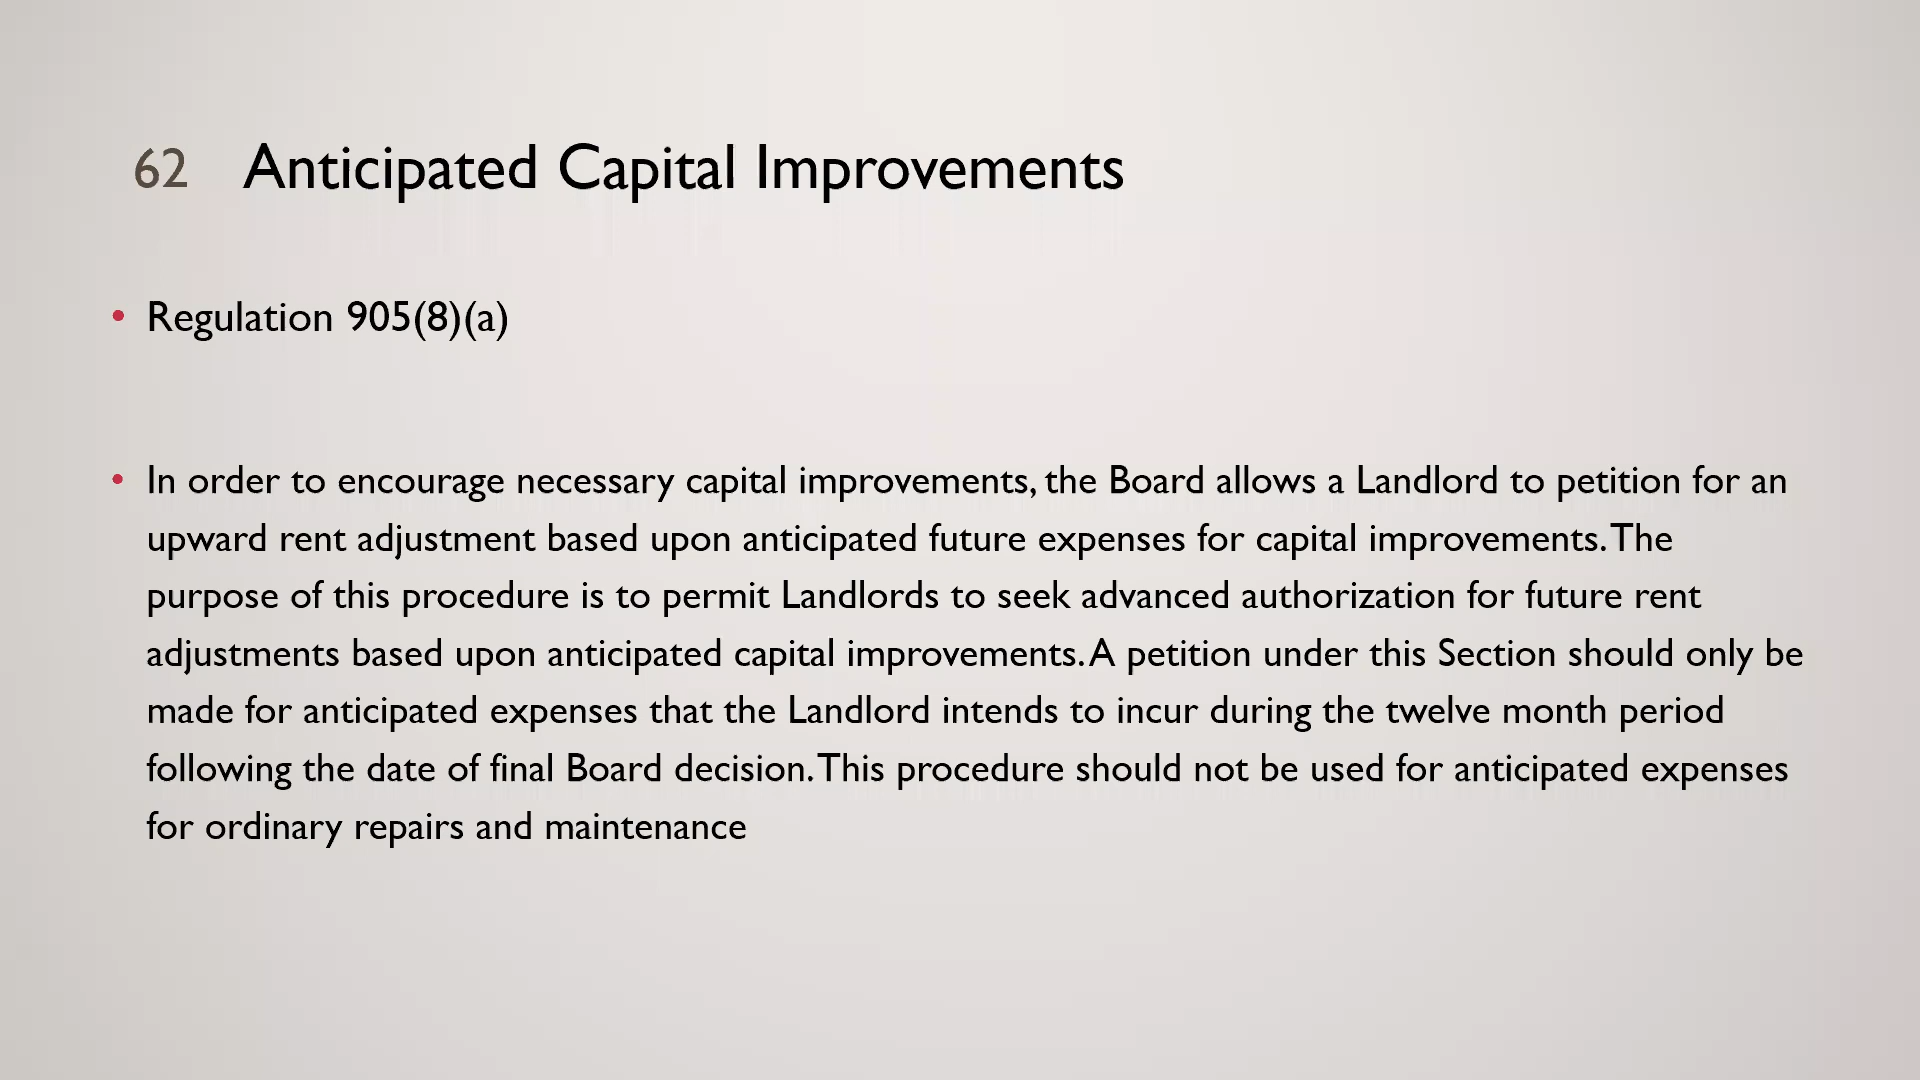 62 Anticipated Capital Improvements
• Regulation 905(8)(a)
• In order to encourage necessary capital improvements, the Board allows a Landlord to petition for an
upward rent adjustment based upon anticipated future expenses for capital improvements. The
purpose of this procedure is to permit Landlords to seek advanced authorization for future rent
adjustments based upon anticipated capital improvements. A petition under this Section should only be
made for anticipated expenses that the Landlord intends to incur during the twelve month period
following the date of final Board decision. This procedure should not be used for anticipated expenses
for ordinary repairs and maintenance